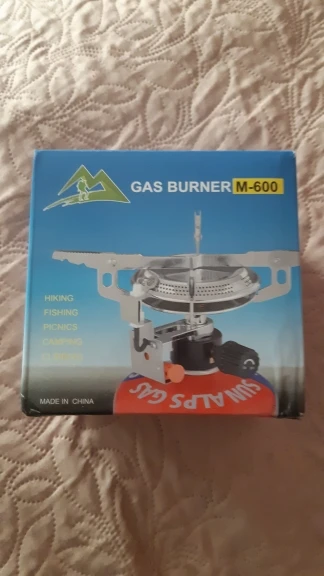 GAS BURNER M-600
HIKING
FISHING
PICNICS
CAMPING
SUN ALPS GAS
MADE IN CHINA